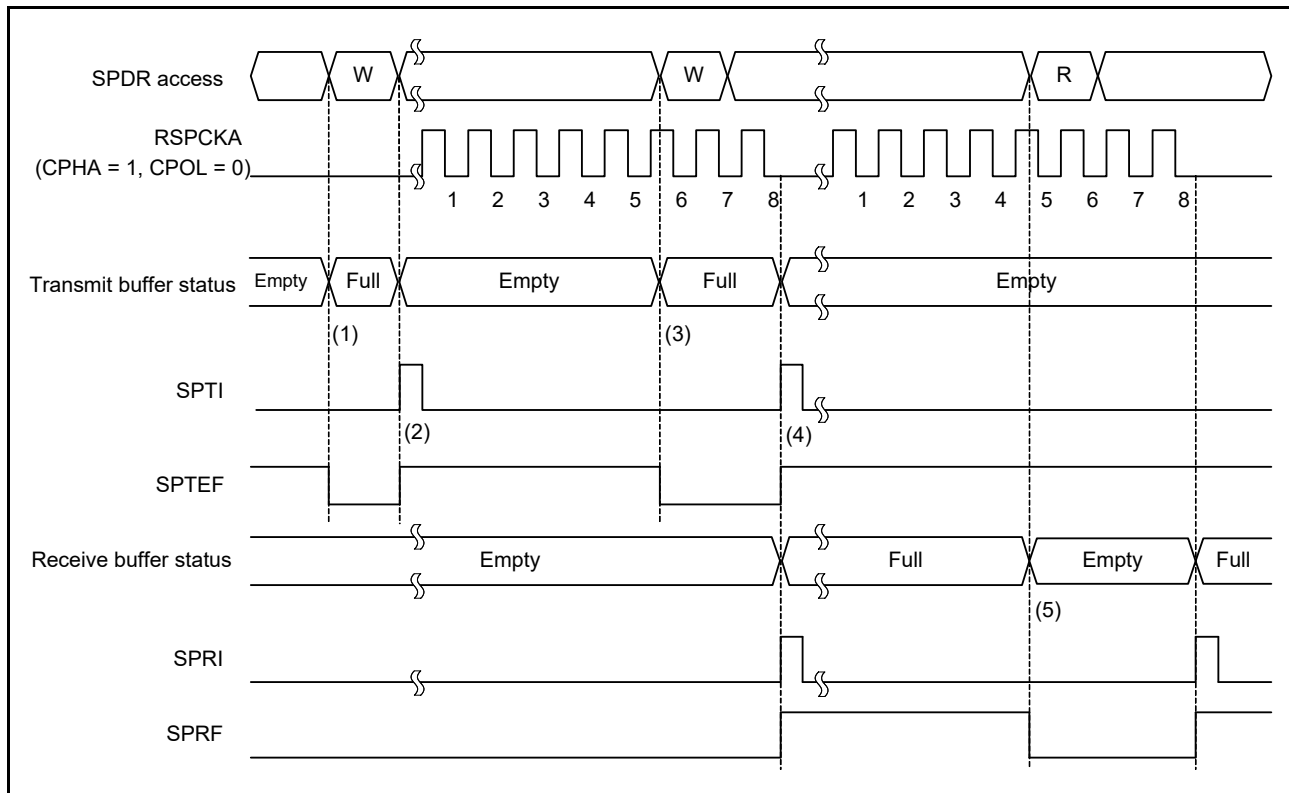 SPDR access
W
W
R
RSPCKA
(CPHA = 1, CPOL = 0)
1 2 3 4 5 6 7 8 1 2 3 4 5 6 7 8
Transmit buffer status
Empty Full Empty Full Empty
(1) (3)
SPTI
(2) (4)
SPTEF
Receive buffer status
Empty Full Empty Full
(5)
SPRI
SPRF